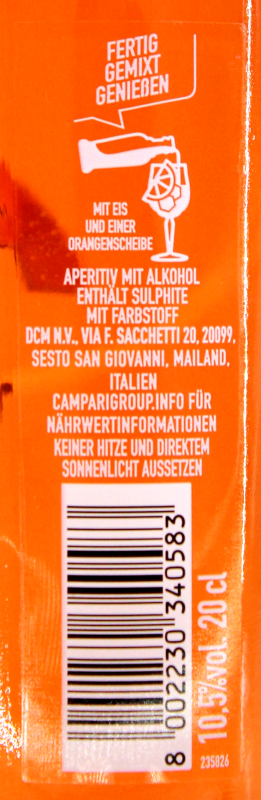 FERTIG
GEMIXT
GENIEßEN
MIT EIS
UND EINER
ORANGENSCHEIBE
APERITIV MIT ALKOHOL
ENTHÄLT SULPHITE
MIT FARBSTOFF
DCM N.V., VIA F. SACCHETTI 20, 20099,
SESTO SAN GIOVANNI, MAILAND,
ITALIEN
CAMPARIGROUP.INFO FÜR
NÄHRWERTINFORMATIONEN
KEINER HITZE UND DIREKTEM
SONNENLICHT AUSSETZEN
8 002230 340583
10,5%vol. 20 cl
235826